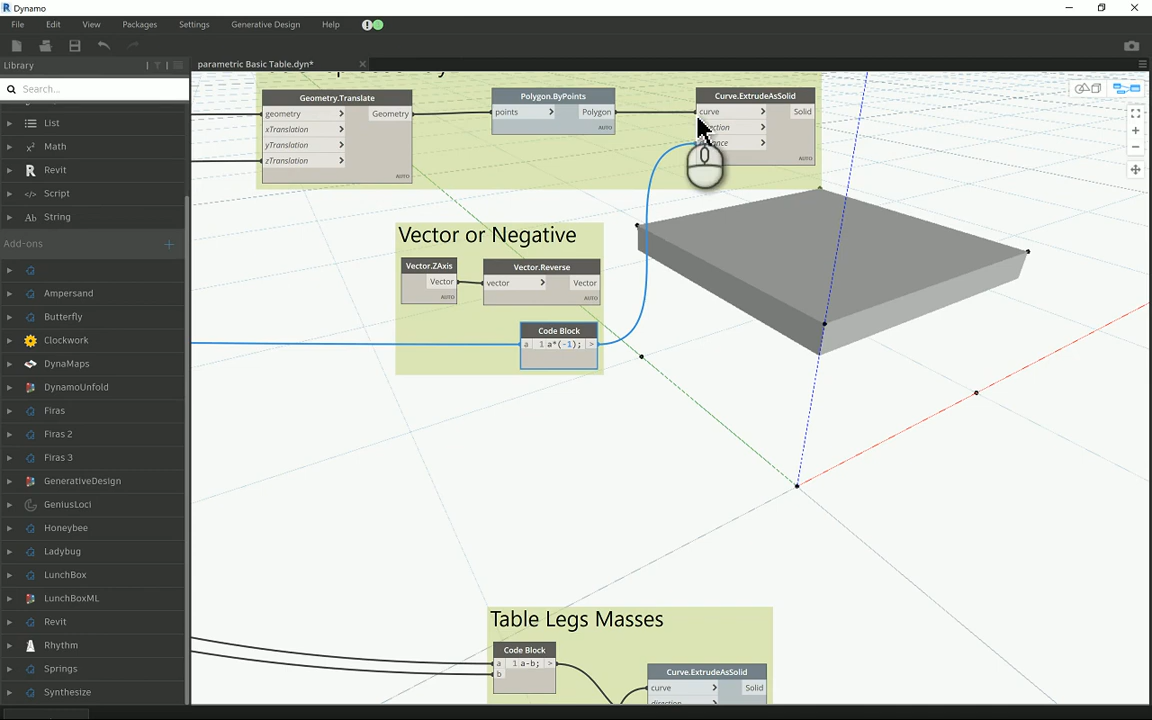 Dynamo
File Edit View Packages Settings Generative Design Help
parametric Basic Table.dyn*
Library
Search...
List
Math
Revit
Script
String
Add-ons
Ampersand
Butterfly
Clockwork
DynaMaps
DynamoUnfold
Firas
Firas 2
Firas 3
GenerativeDesign
GeniusLoci
Honeybee
Ladybug
LunchBox
LunchBoxML
Revit
Rhythm
Springs
Synthesize
Geometry.Translate
geometry > Geometry
xTranslation >
yTranslation >
zTranslation >
AUTO
Polygon.ByPoints
points > Polygon
AUTO
Curve.ExtrudeAsSolid
curve > Solid
AUTO
Vector or Negative
Vector.ZAxis
Vector
AUTO
Vector.Reverse
vector > Vector
AUTO
Code Block
a 1 a*(-1); >
Table Legs Masses
Code Block
a 1 a-b; >
b
Curve.ExtrudeAsSolid
curve > Solid